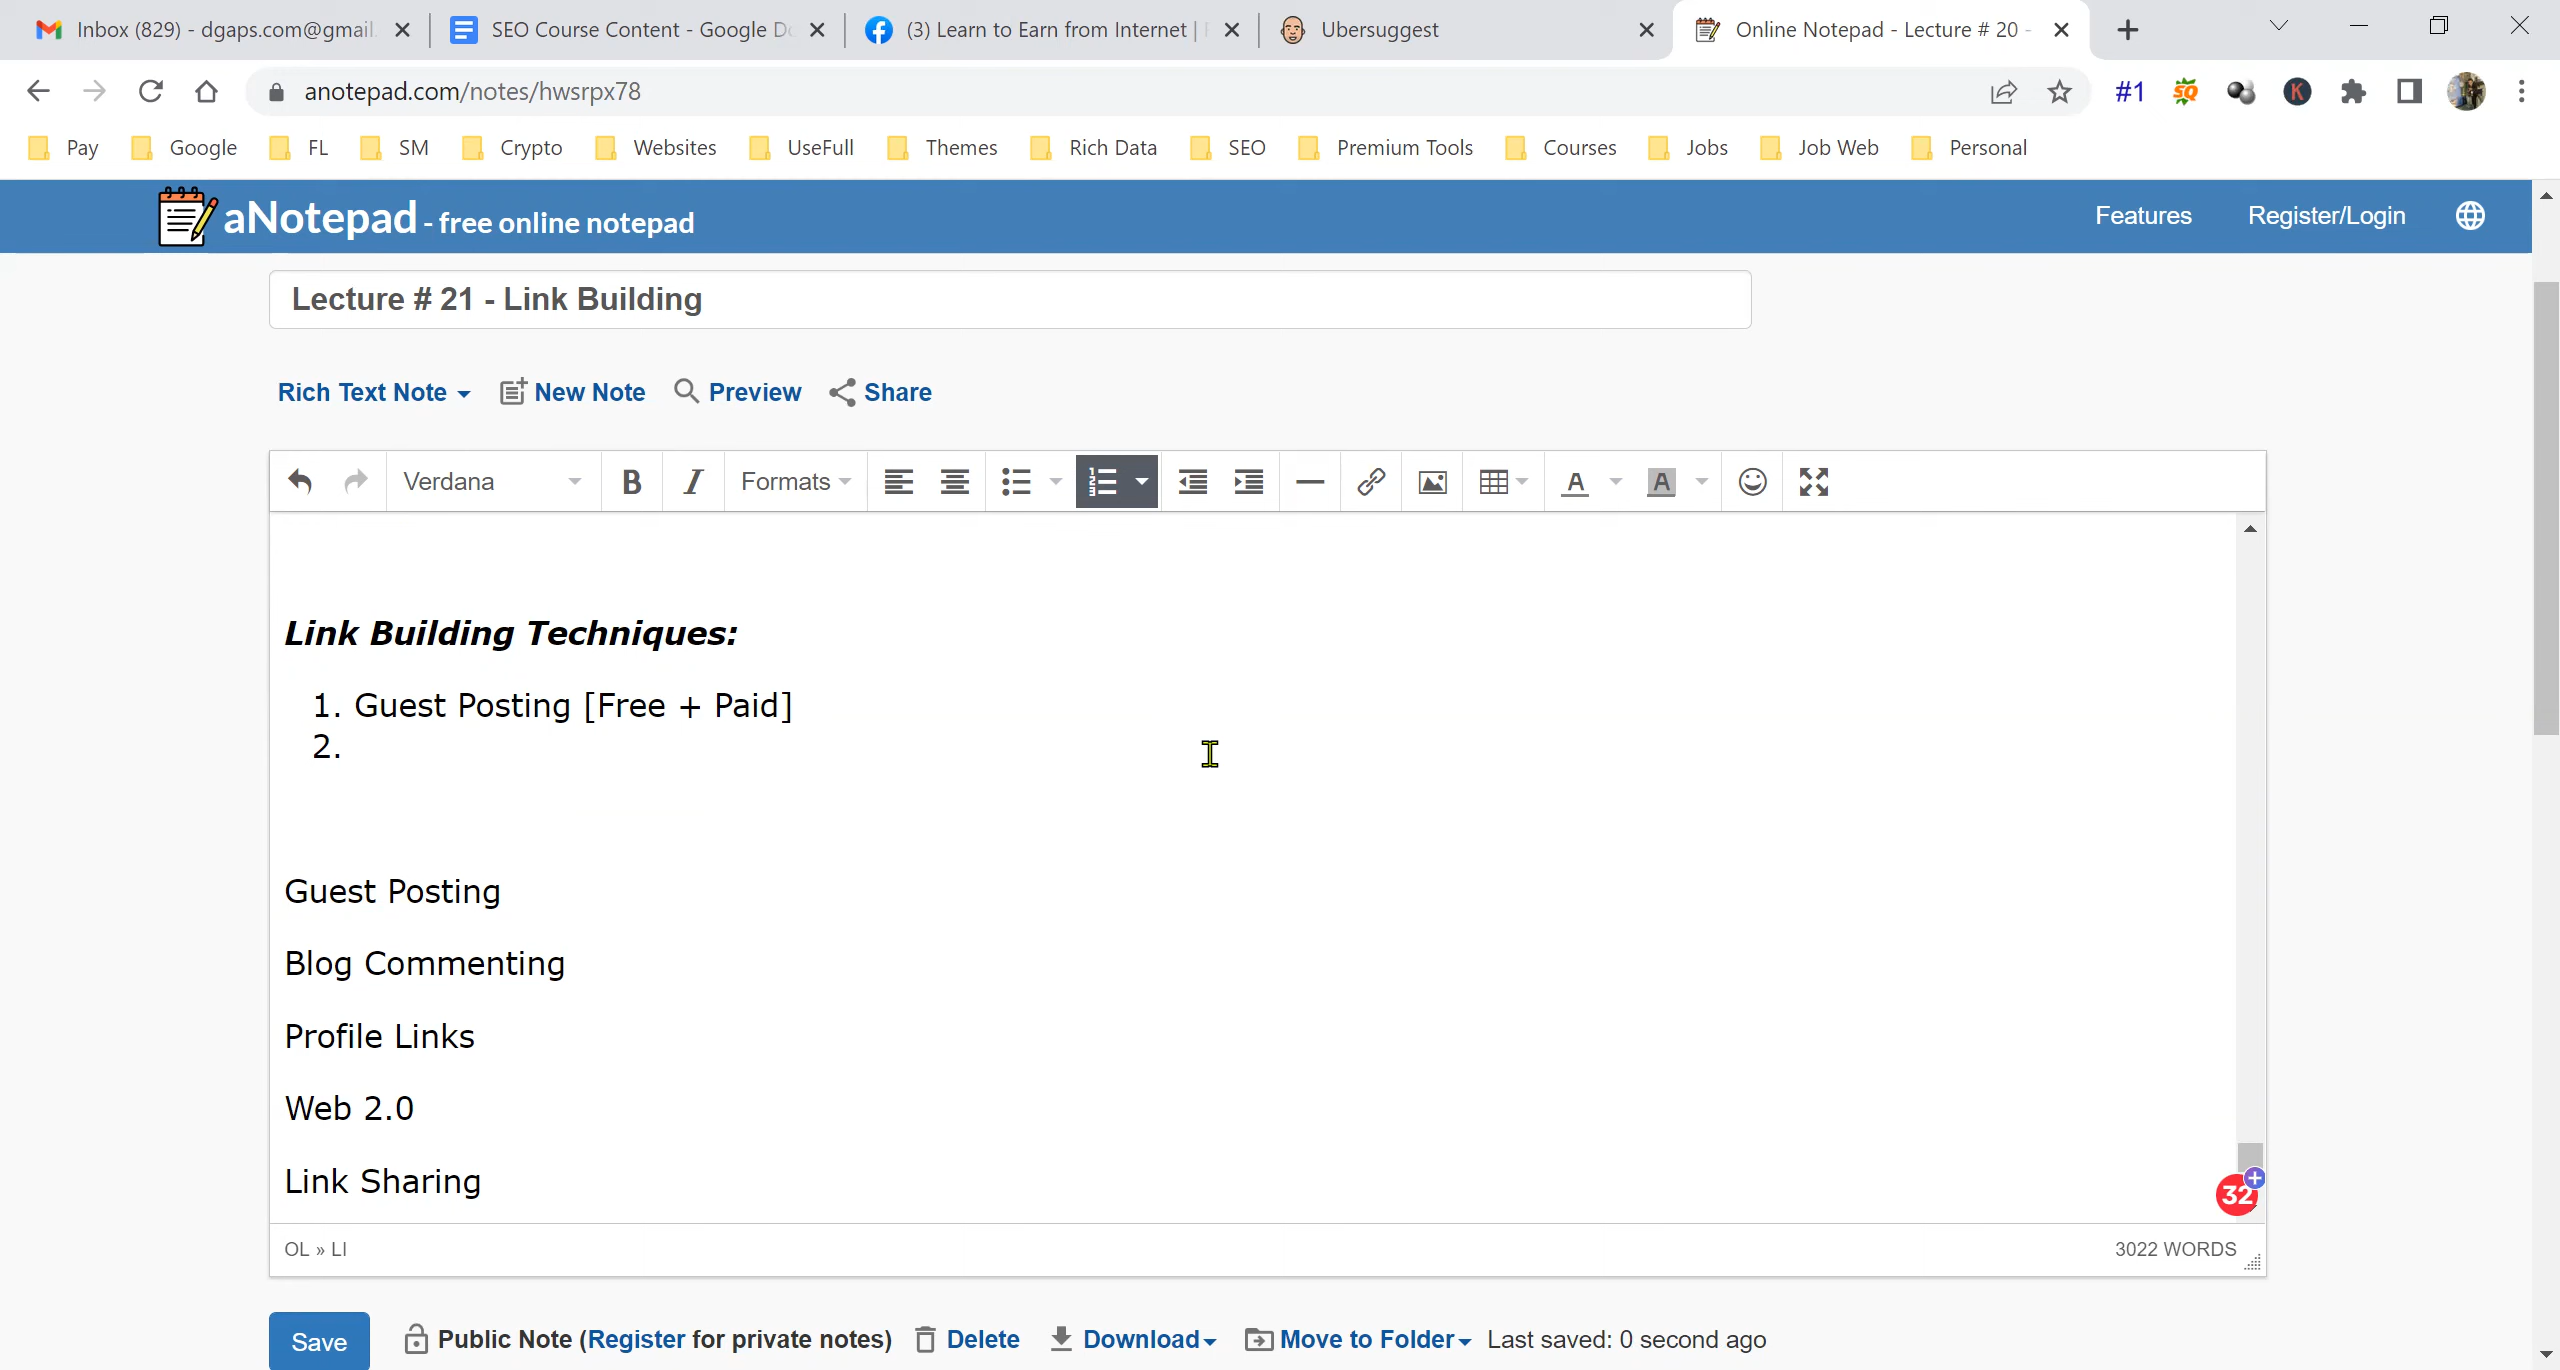 Inbox (829) - dgaps.com@gmail.
SEO Course Content - Google D
(3) Learn to Earn from Internet |
Ubersuggest
Online Notepad - Lecture # 20 -
anotepad.com/notes/hwsrpx78
#1
SQ
K
Pay
Google
FL
SM
Crypto
Websites
UseFull
Themes
Rich Data
SEO
Premium Tools
Courses
Jobs
Job Web
Personal
aNotepad - free online notepad
Features
Register/Login
Lecture # 21 - Link Building
Rich Text Note
New Note
Preview
Share
Verdana
B
I
Formats
A
A
Link Building Techniques:
1. Guest Posting [Free + Paid]
2.
Guest Posting
Blog Commenting
Profile Links
Web 2.0
Link Sharing
32
OL » LI
3022 WORDS
Save
Public Note (Register for private notes)
Delete
Download
Move to Folder
Last saved: 0 second ago